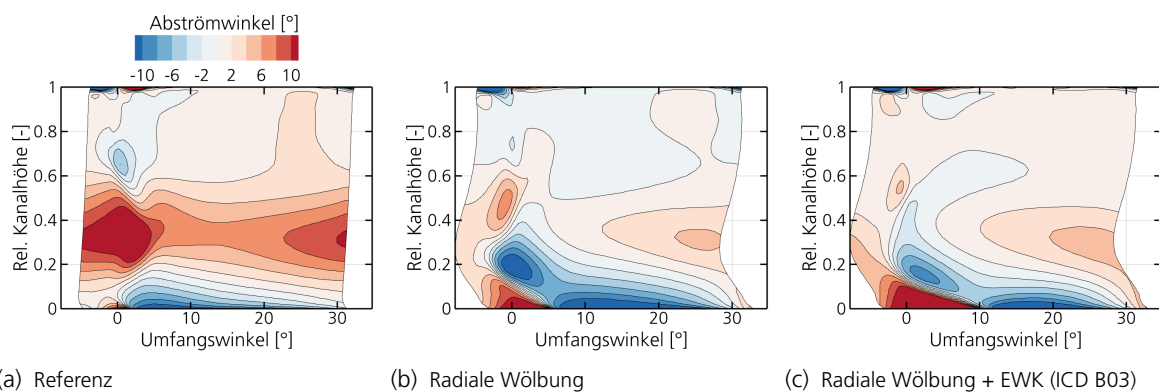 Abströmwinkel [°]
-10 -6 -2 2 6 10
Rel. Kanalhöhe [-]
1
0.8
0.6
0.4
0.2
0
0 10 20 30
Umfangswinkel [°]
(a) Referenz
Rel. Kanalhöhe [-]
1
0.8
0.6
0.4
0.2
0
0 10 20 30
Umfangswinkel [°]
(b) Radiale Wölbung
Rel. Kanalhöhe [-]
1
0.8
0.6
0.4
0.2
0
0 10 20 30
Umfangswinkel [°]
(c) Radiale Wölbung + EWK (ICD B03)